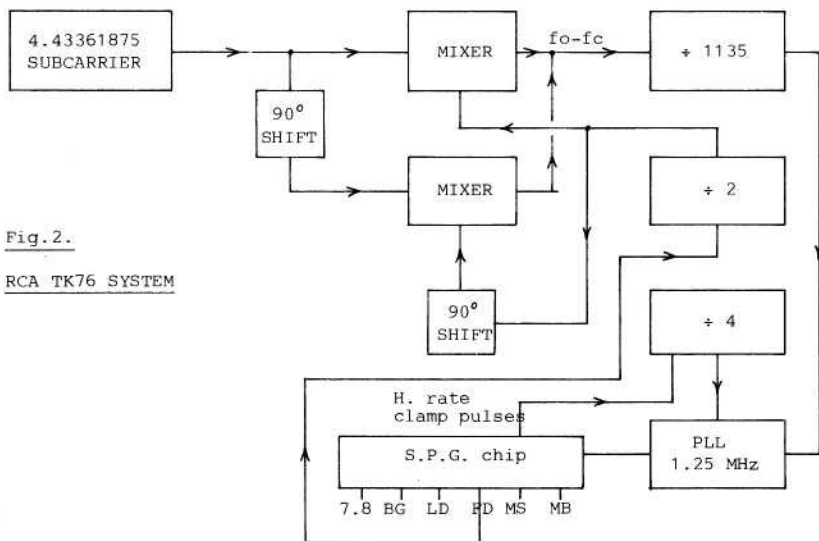 4.43361875
SUBCARRIER
MIXER
fo-fc
÷ 1135
90°
SHIFT
MIXER
÷ 2
Fig.2.
RCA TK76 SYSTEM
90°
SHIFT
÷ 4
H. rate
clamp pulses
S.P.G. chip
PLL
1.25 MHz
7.8 BG LD FD MS MB